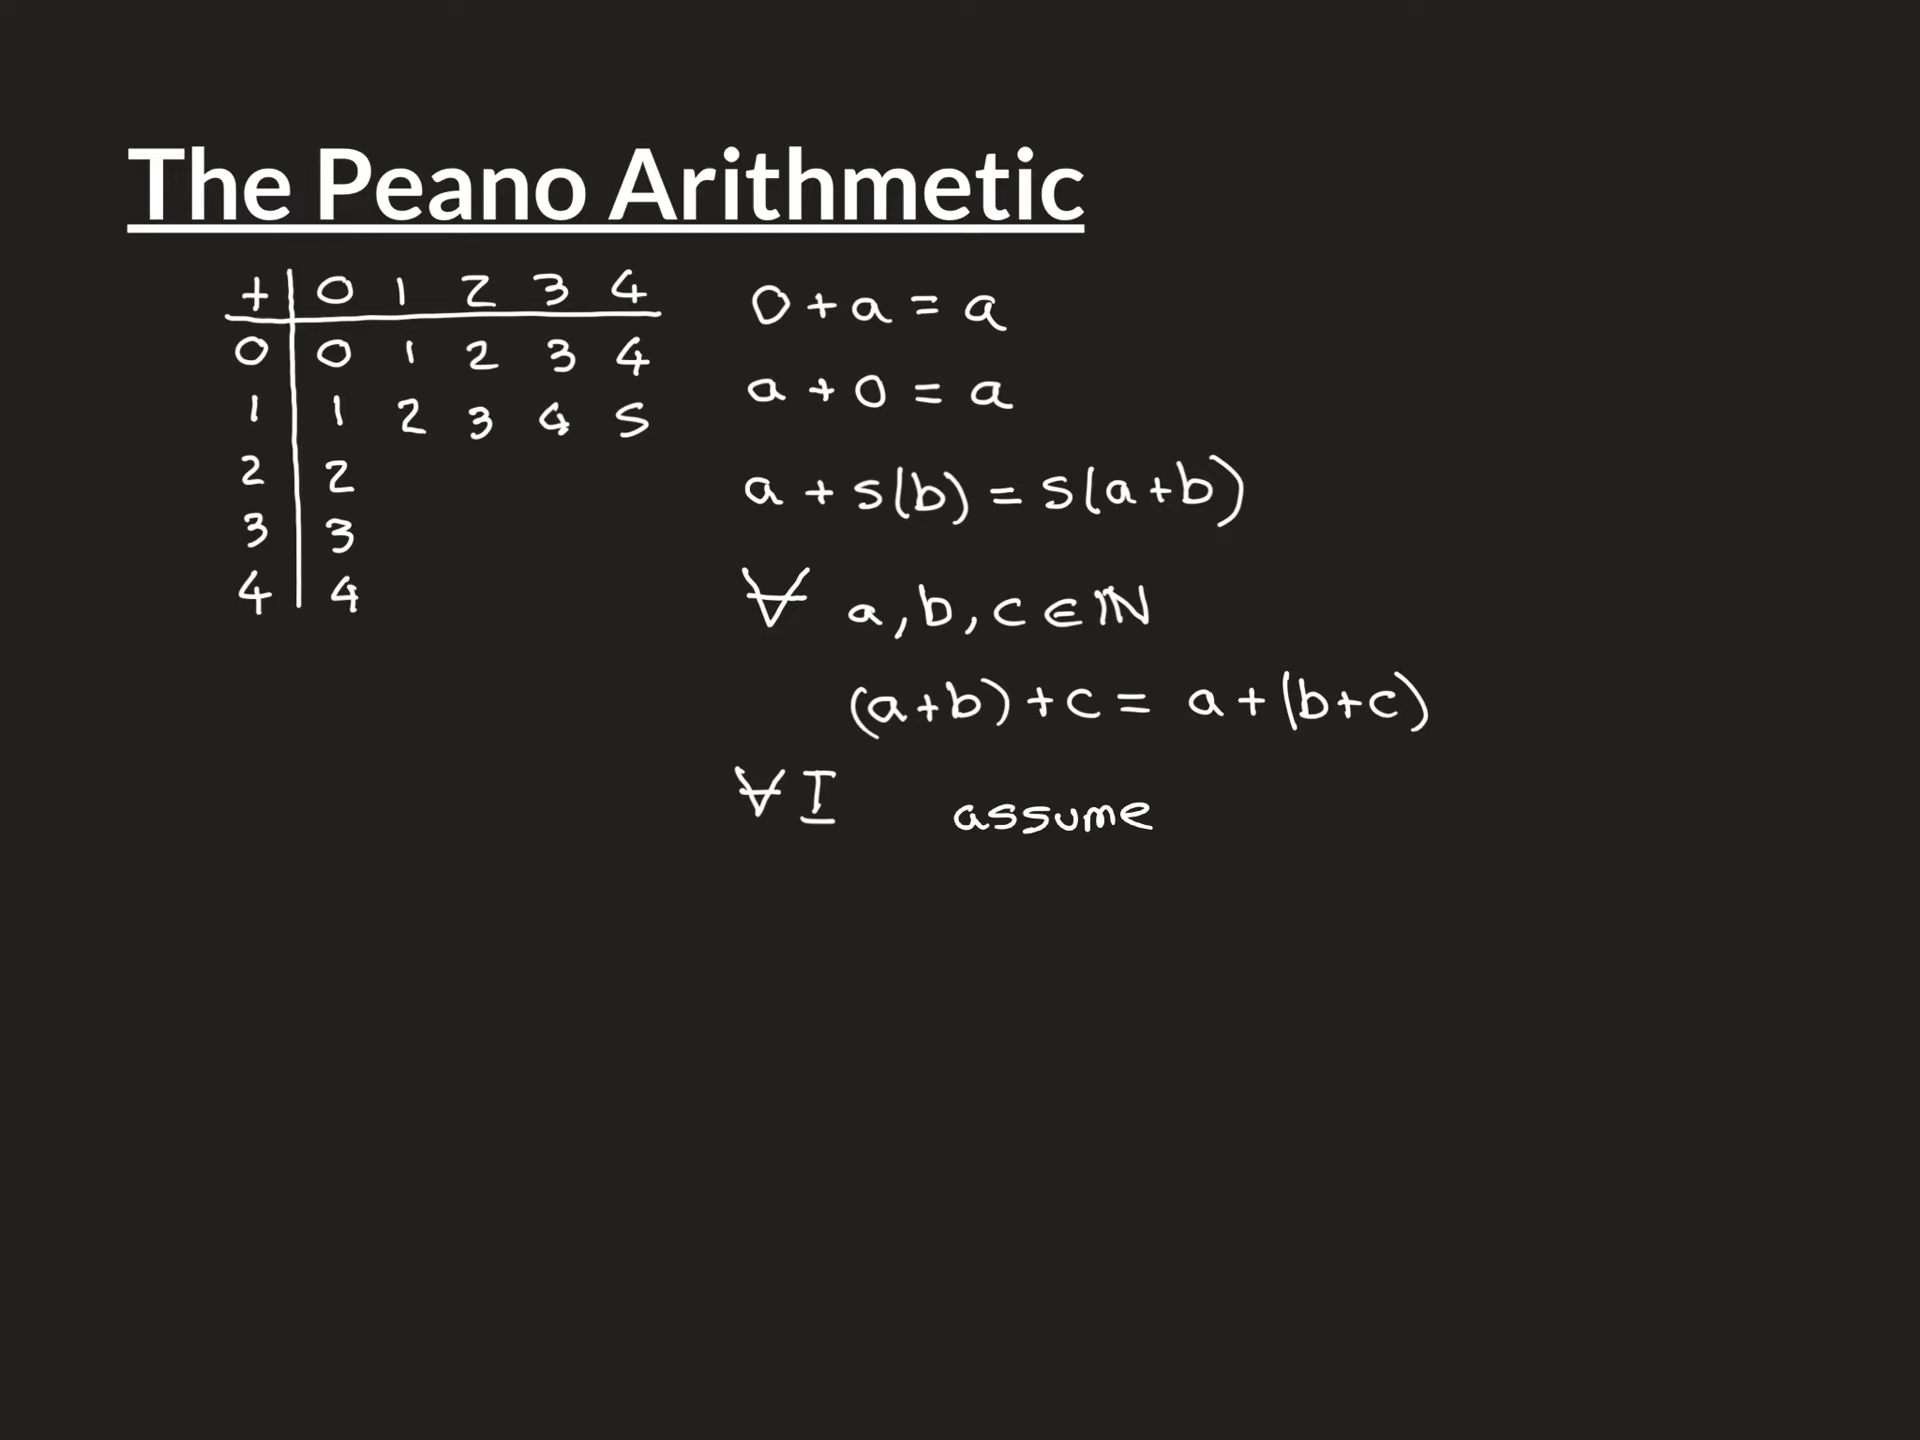 The Peano Arithmetic
+ 0 1 2 3 4
0 0 1 2 3 4
1 1 2 3 4 5
2 2
3 3
4 4
0 + a = a
a + 0 = a
a + s(b) = s(a+b)
∀ a, b, c ∈ ℕ
(a+b) + c = a + (b+c)
∀ I assume